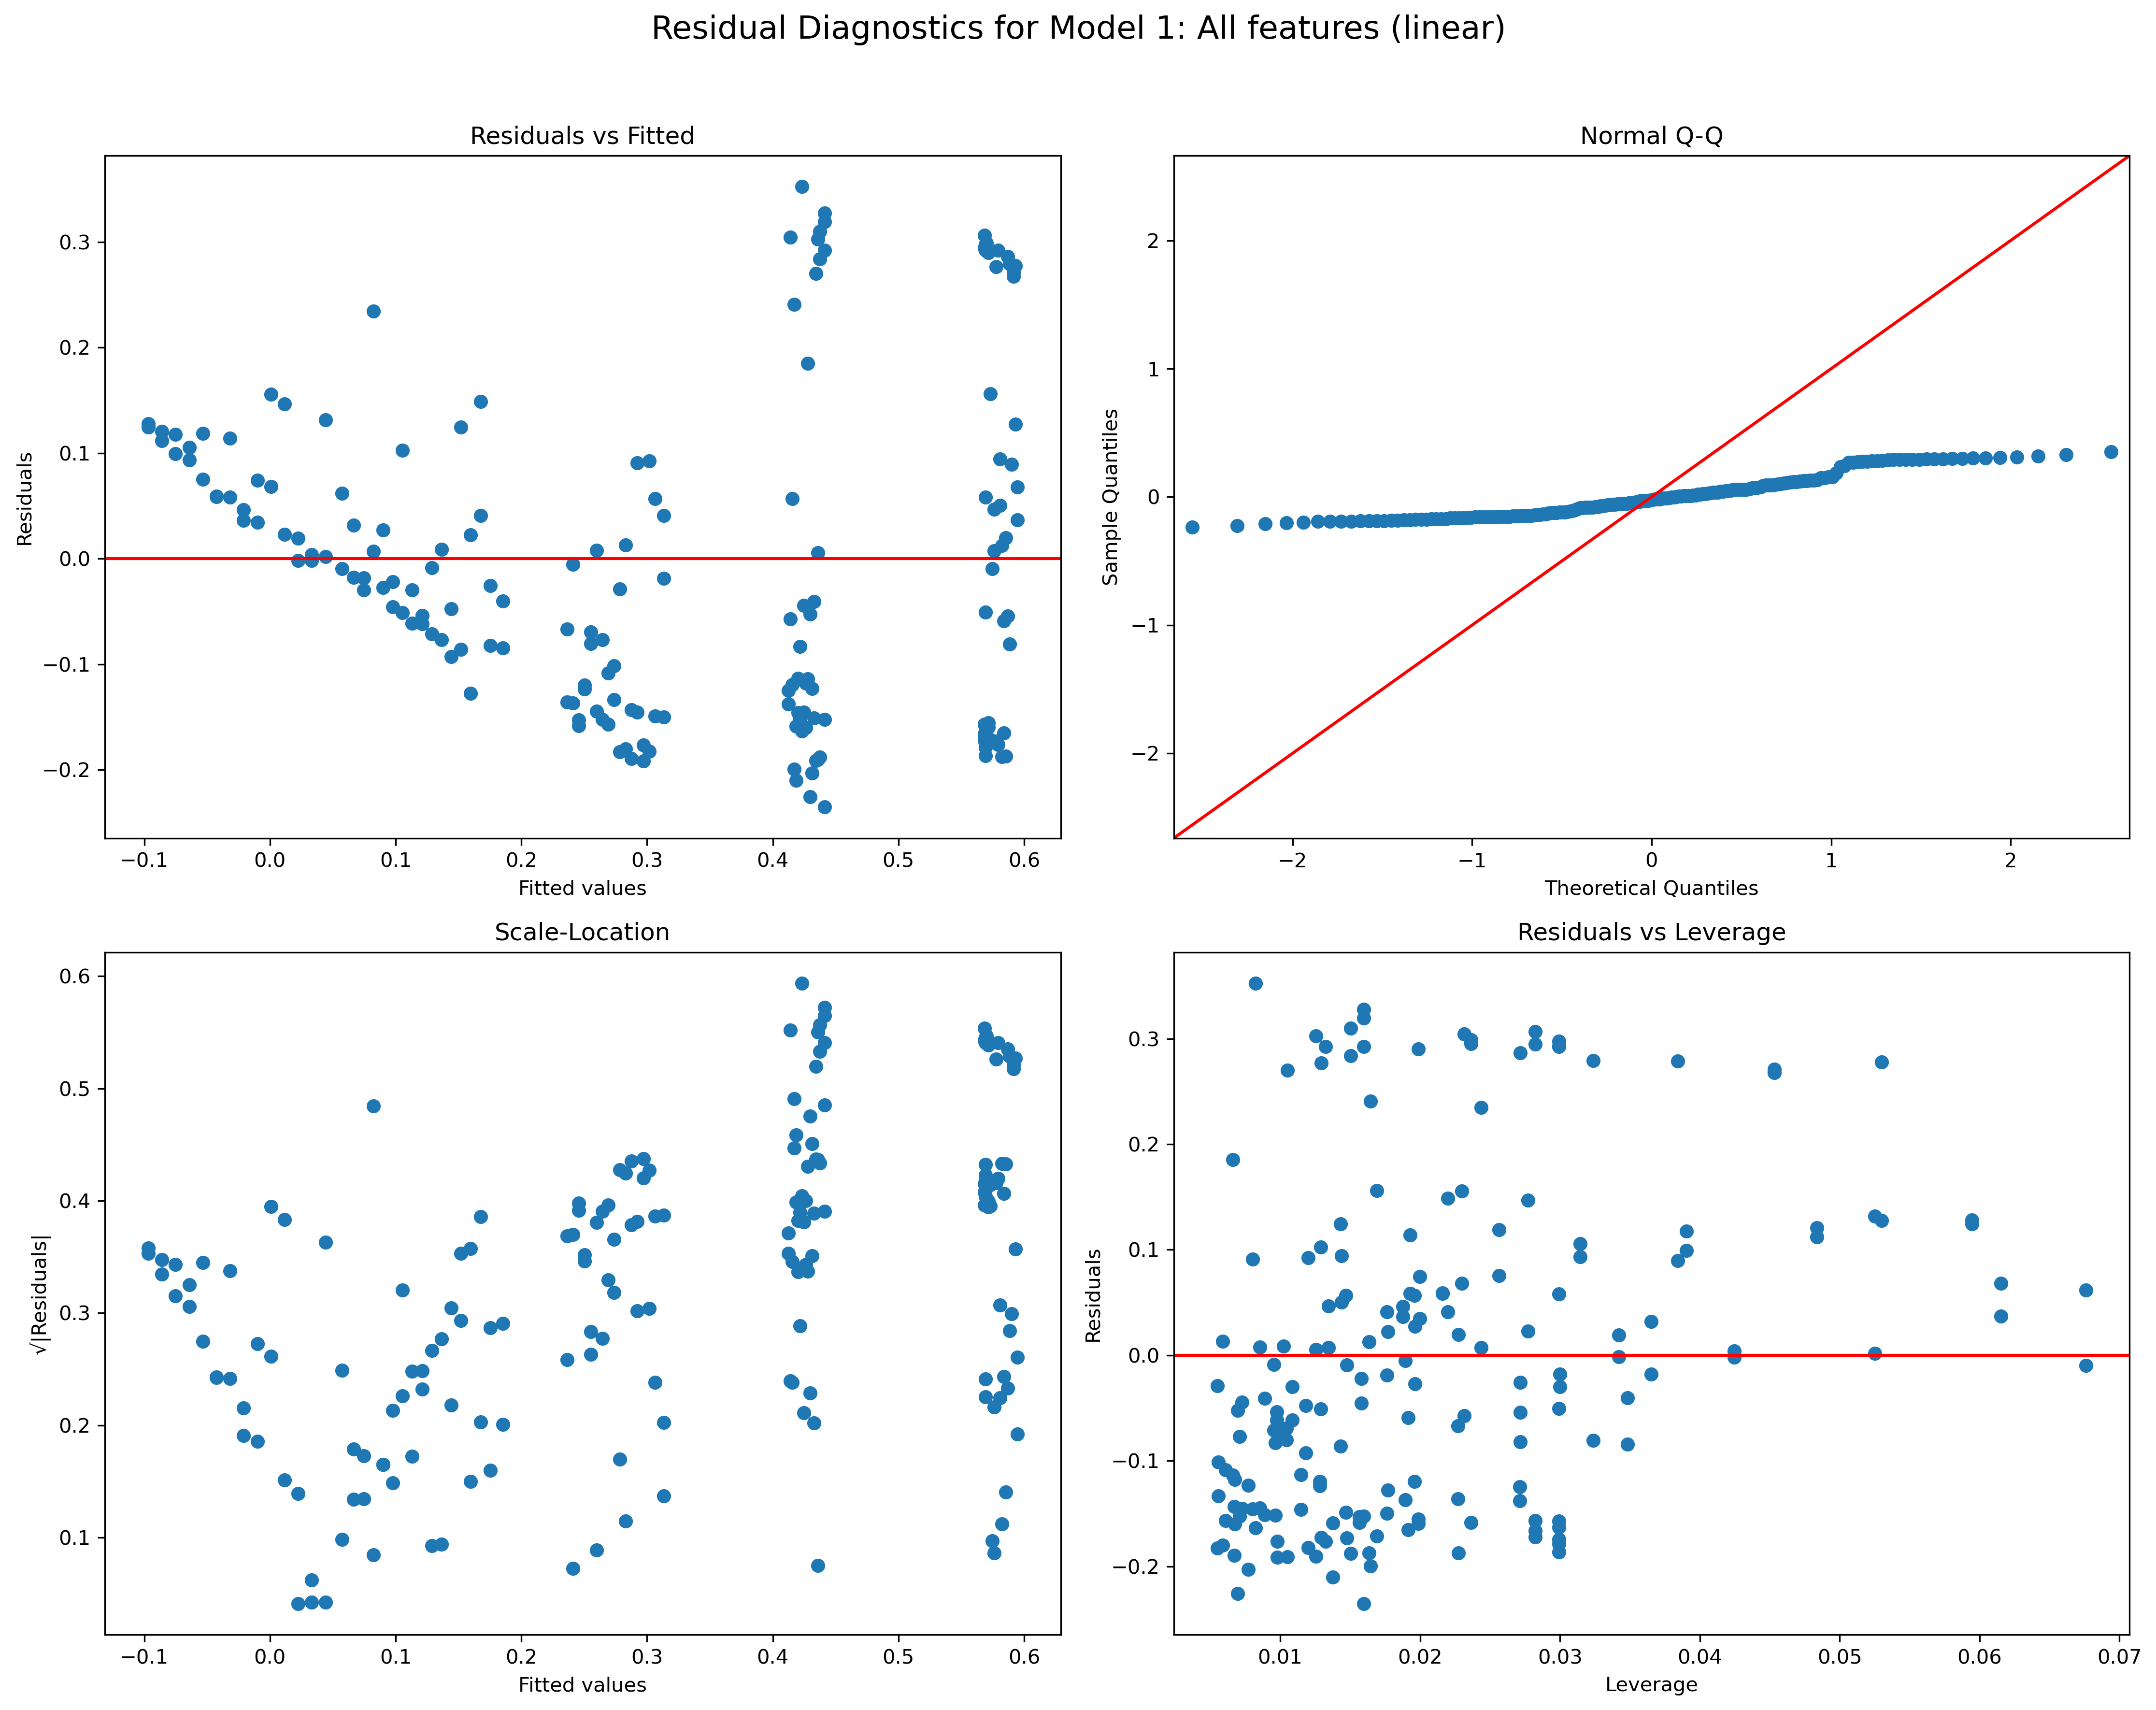 Residual Diagnostics for Model 1: All features (linear)
Residuals vs Fitted
Residuals
0.3
0.2
0.1
0.0
−0.1
−0.2
−0.1 0.0 0.1 0.2 0.3 0.4 0.5 0.6
Fitted values
Normal Q-Q
Sample Quantiles
2
1
0
−1
−2
−2 −1 0 1 2
Theoretical Quantiles
Scale-Location
√|Residuals|
0.6
0.5
0.4
0.3
0.2
0.1
−0.1 0.0 0.1 0.2 0.3 0.4 0.5 0.6
Fitted values
Residuals vs Leverage
Residuals
0.3
0.2
0.1
0.0
−0.1
−0.2
0.01 0.02 0.03 0.04 0.05 0.06 0.07
Leverage